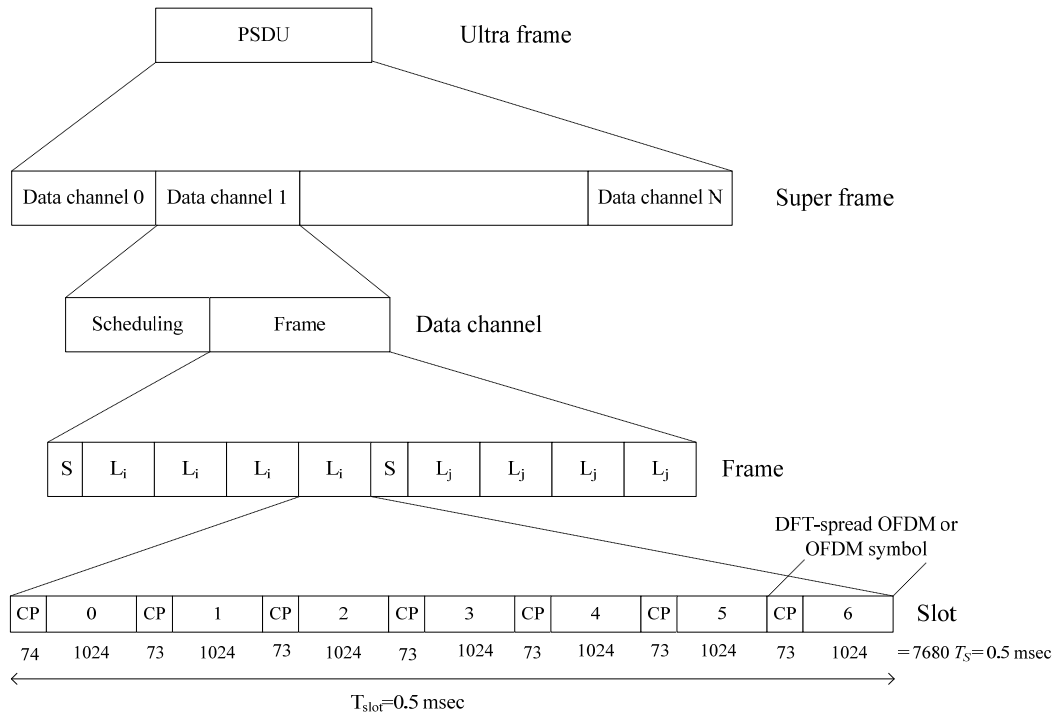 PSDU Ultra frame
Data channel 0 Data channel 1 Data channel N Super frame
Scheduling Frame Data channel
S Li Li Li Li S Lj Lj Lj Lj Frame
DFT-spread OFDM or
OFDM symbol
CP 0 CP 1 CP 2 CP 3 CP 4 CP 5 CP 6 Slot
74 1024 73 1024 73 1024 73 1024 73 1024 73 1024 73 1024 =7680 TS=0.5 msec
Tslot=0.5 msec